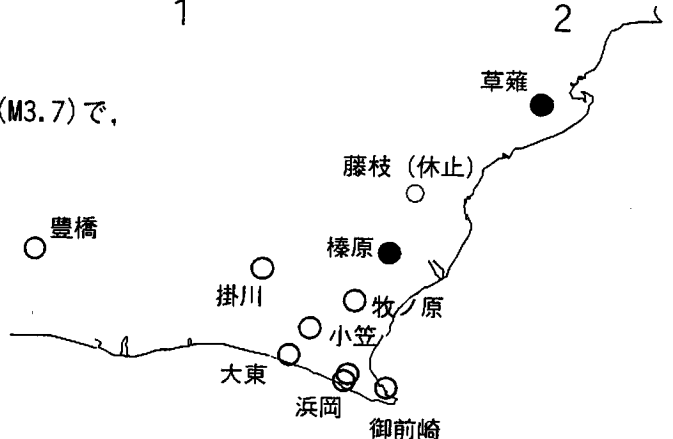 1
2
草薙
(M3.7)で,
藤枝（休止）
豊橋
榛原
掛川
牧ノ原
小笠
大東
浜岡
御前崎